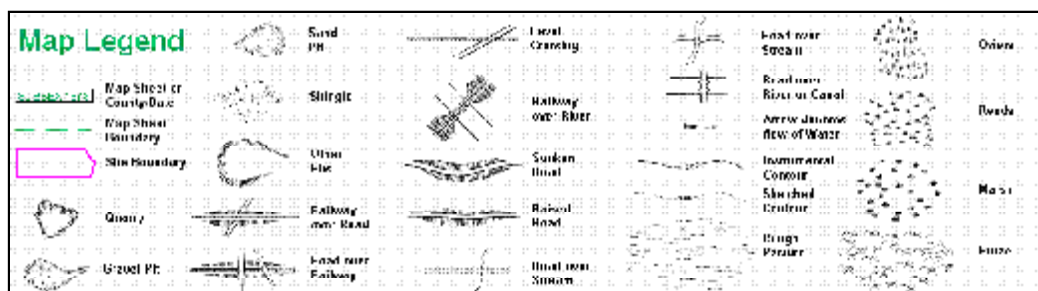 Map Legend
Map Sheet or
County Date
Map Sheet
Boundary
Site Boundary
Quarry
Gravel Pit
Sand
Pit
Shingle
Other
Pits
Railway
over Road
Road over
Railway
Level
Crossing
Railway
over River
Sunken
Road
Raised
Road
Road over
Stream
Road over
Stream
Road over
River or Canal
Arrow denotes
flow of Water
Instrumental
Contour
Sketched
Contour
Rough
Pasture
Osiers
Reeds
Marsh
Furze